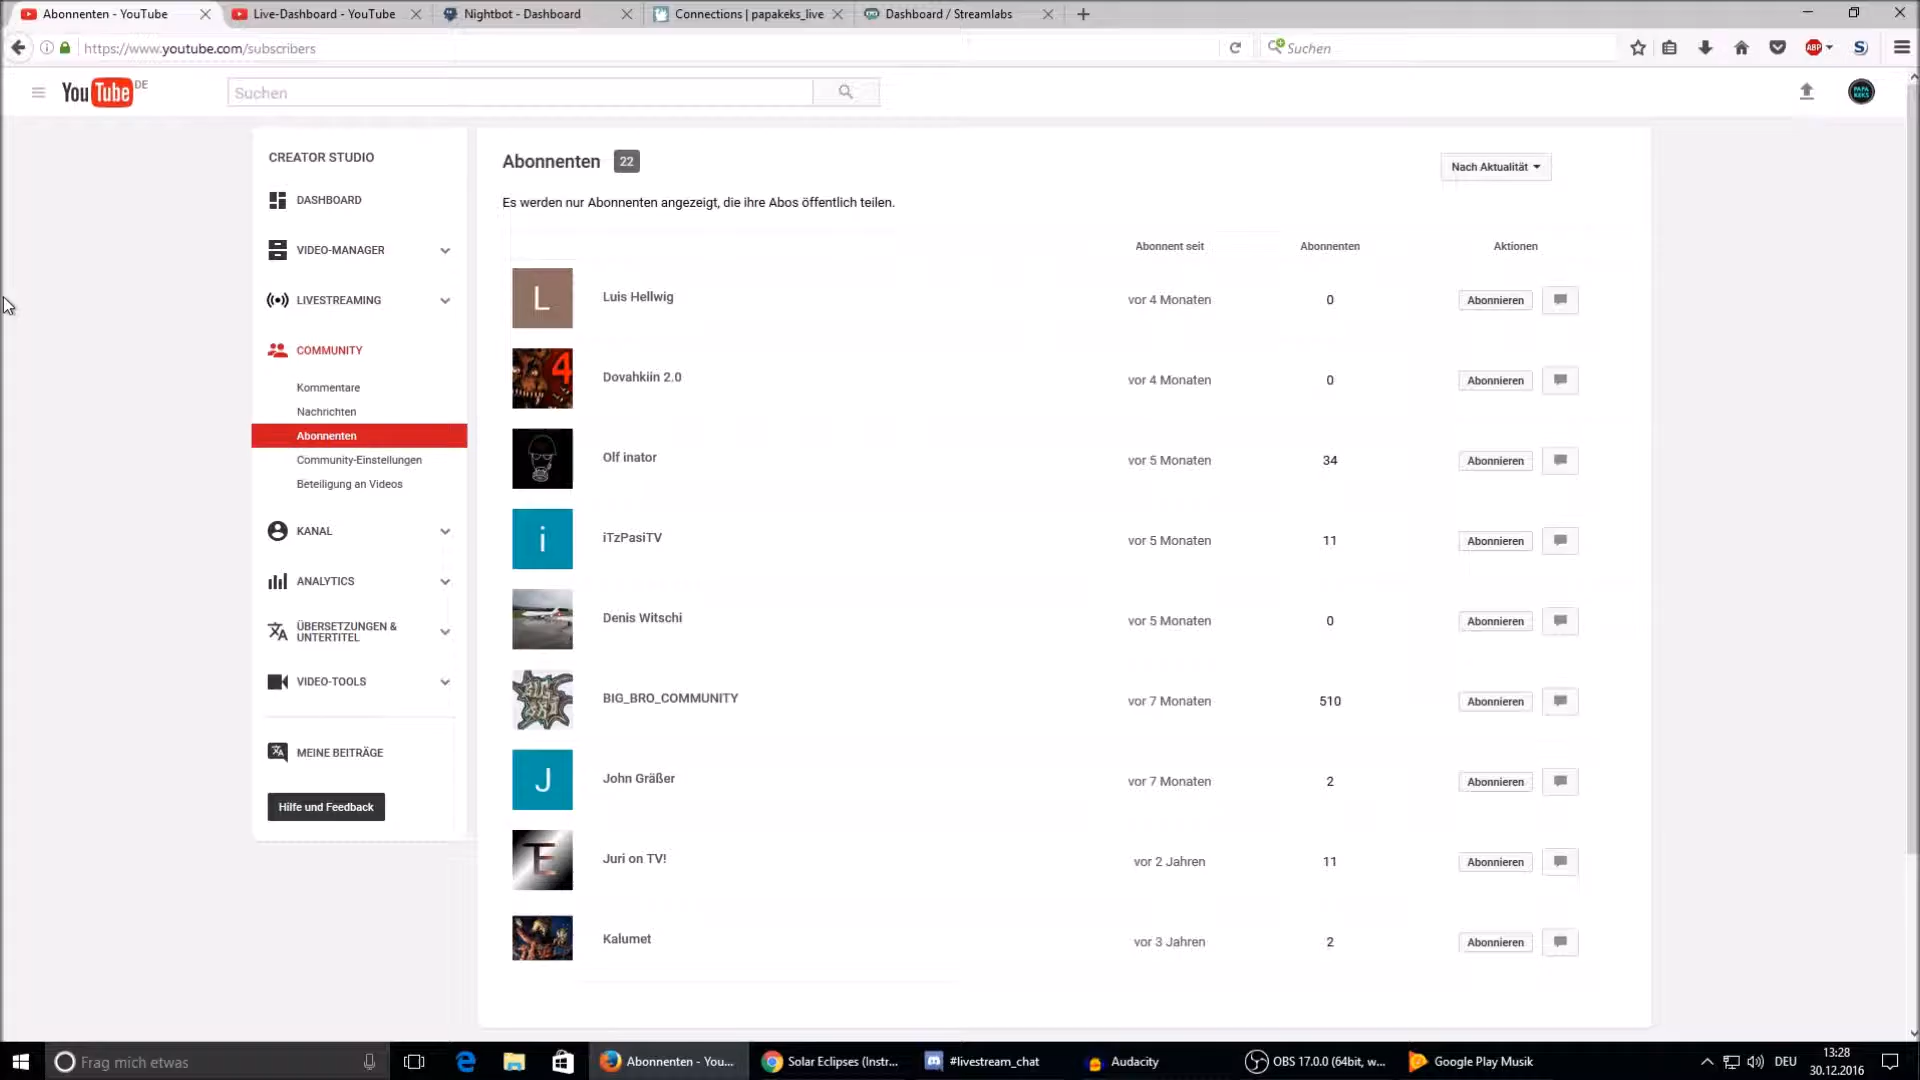 Abonnenten - YouTube
Live-Dashboard - YouTube
Nightbot - Dashboard
Connections | papakeks_live
Dashboard / Streamlabs
https://www.youtube.com/subscribers
Suchen
ABP
YouTube DE
Suchen
PAPA
KEKS
CREATOR STUDIO
DASHBOARD
VIDEO-MANAGER
LIVESTREAMING
COMMUNITY
Kommentare
Nachrichten
Abonnenten
Community-Einstellungen
Beteiligung an Videos
KANAL
ANALYTICS
ÜBERSETZUNGEN &
UNTERTITEL
VIDEO-TOOLS
MEINE BEITRÄGE
Hilfe und Feedback
Abonnenten 22
Nach Aktualität
Es werden nur Abonnenten angezeigt, die ihre Abos öffentlich teilen.
Abonnent seit Abonnenten Aktionen
L Luis Hellwig vor 4 Monaten 0 Abonnieren
4 Dovahkiin 2.0 vor 4 Monaten 0 Abonnieren
Olf inator vor 5 Monaten 34 Abonnieren
i iTzPasiTV vor 5 Monaten 11 Abonnieren
Denis Witschi vor 5 Monaten 0 Abonnieren
BIG_BRO_COMMUNITY vor 7 Monaten 510 Abonnieren
J John Gräßer vor 7 Monaten 2 Abonnieren
E Juri on TV! vor 2 Jahren 11 Abonnieren
Kalumet vor 3 Jahren 2 Abonnieren
Frag mich etwas
Abonnenten - You...
Solar Eclipses (Instr...
#livestream_chat
Audacity
OBS 17.0.0 (64bit, w...
Google Play Musik
DEU
13:28
30.12.2016